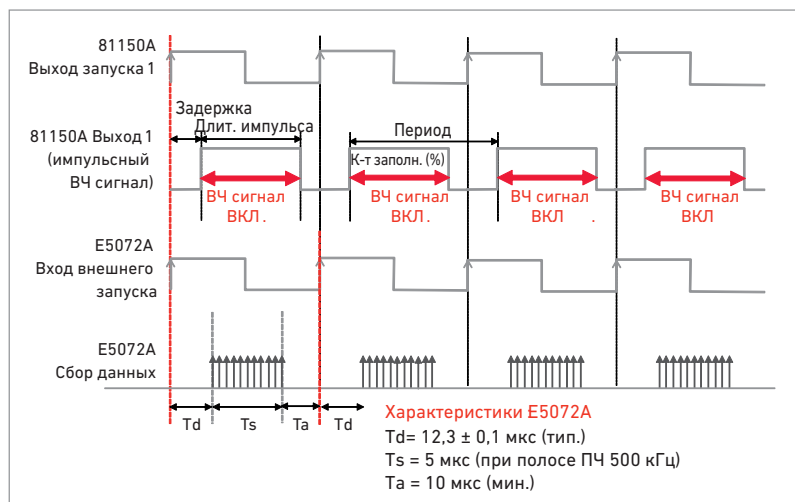 81150A
Выход запуска 1
Задержка
Длит. импульса
81150A Выход 1
(импульсный
ВЧ сигнал)
Период
К-т заполн. (%)
ВЧ сигнал
ВКЛ .
ВЧ сигнал
ВКЛ .
ВЧ сигнал
ВКЛ .
ВЧ сигнал
ВКЛ
E5072A
Вход внешнего
запуска
E5072A
Сбор данных
Td
Ts
Ta
Td
Характеристики E5072A
Td= 12,3 ± 0,1 мкс (тип.)
Ts = 5 мкс (при полосе ПЧ 500 кГц)
Ta = 10 мкс (мин.)